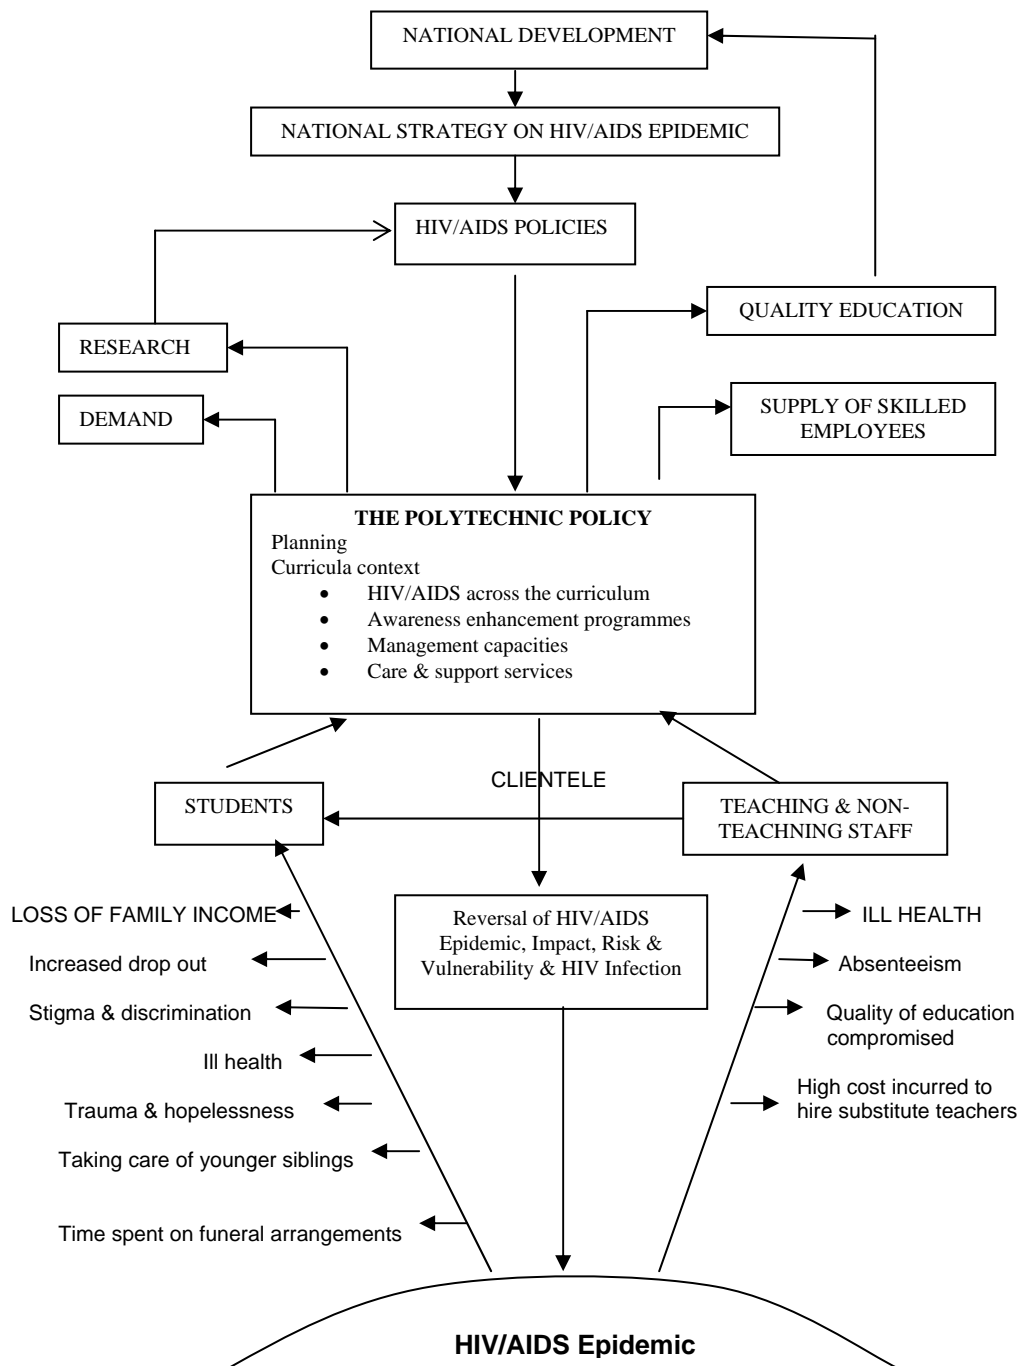 NATIONAL DEVELOPMENT
NATIONAL STRATEGY ON HIV/AIDS EPIDEMIC
HIV/AIDS POLICIES
QUALITY EDUCATION
RESEARCH
DEMAND
SUPPLY OF SKILLED
EMPLOYEES
THE POLYTECHNIC POLICY
Planning
Curricula context
• HIV/AIDS across the curriculum
• Awareness enhancement programmes
• Management capacities
• Care & support services
CLIENTELE
STUDENTS
TEACHING & NON-
TEACHNING STAFF
Reversal of HIV/AIDS
Epidemic, Impact, Risk &
Vulnerability & HIV Infection
LOSS OF FAMILY INCOME
Increased drop out
Stigma & discrimination
Ill health
Trauma & hopelessness
Taking care of younger siblings
Time spent on funeral arrangements
ILL HEALTH
Absenteeism
Quality of education
compromised
High cost incurred to
hire substitute teachers
HIV/AIDS Epidemic